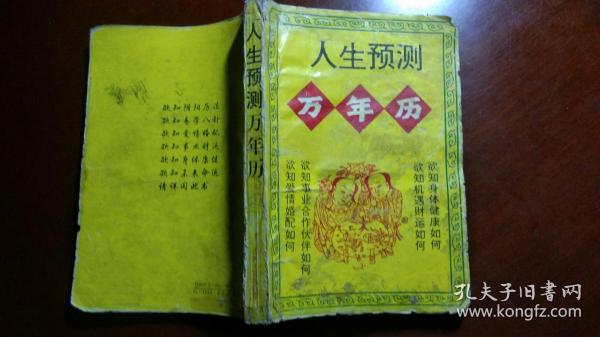 人生预测
万年历
欲知身体健康如何
欲知机遇财运如何
欲知事业合作伙伴如何
欲知爱情婚配如何
人生预测万年历
欲知阴阳历法
欲知易学八卦
欲知爱情婚配
欲知事业财运
欲知身体康健
欲知未来命运
请详阅此书
孔夫子旧書网
www.kongfz.com